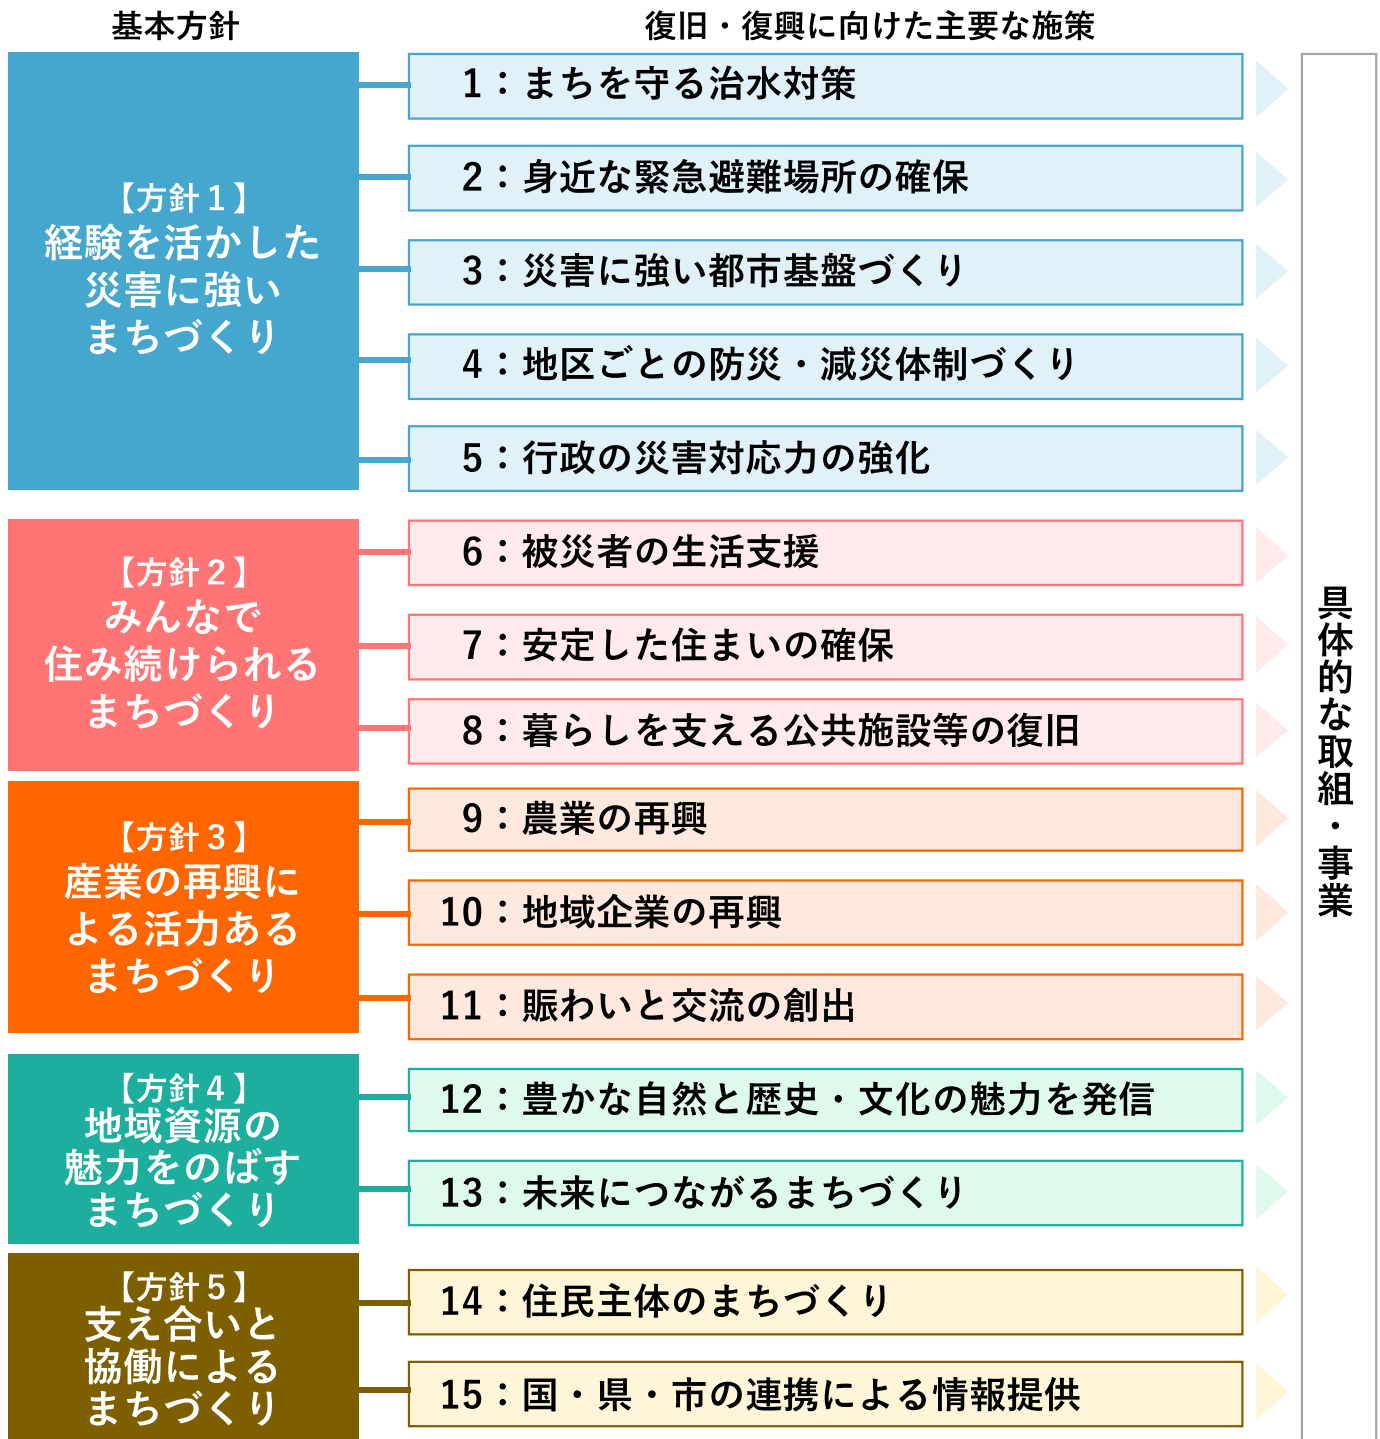 基本方針
復旧・復興に向けた主要な施策
【方針1】
経験を活かした
災害に強い
まちづくり
1：まちを守る治水対策
2：身近な緊急避難場所の確保
3：災害に強い都市基盤づくり
4：地区ごとの防災・減災体制づくり
5：行政の災害対応力の強化
【方針2】
みんなで
住み続けられる
まちづくり
6：被災者の生活支援
7：安定した住まいの確保
8：暮らしを支える公共施設等の復旧
【方針3】
産業の再興に
よる活力ある
まちづくり
9：農業の再興
10：地域企業の再興
11：賑わいと交流の創出
【方針4】
地域資源の
魅力をのばす
まちづくり
12：豊かな自然と歴史・文化の魅力を発信
13：未来につながるまちづくり
【方針5】
支え合いと
協働による
まちづくり
14：住民主体のまちづくり
15：国・県・市の連携による情報提供
具体的な取組・事業